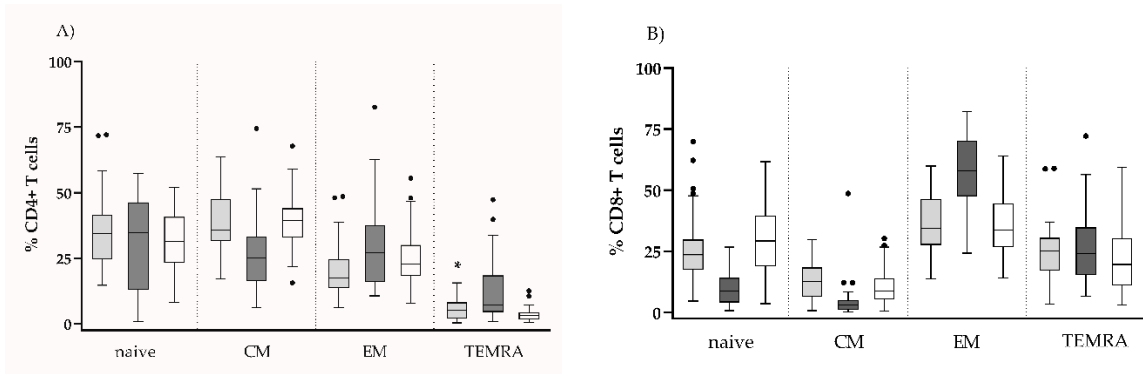 A)
% CD4+ T cells
100
75
50
25
0
*
naive CM EM TEMRA
B)
% CD8+ T cells
100
75
50
25
0
naive CM EM TEMRA